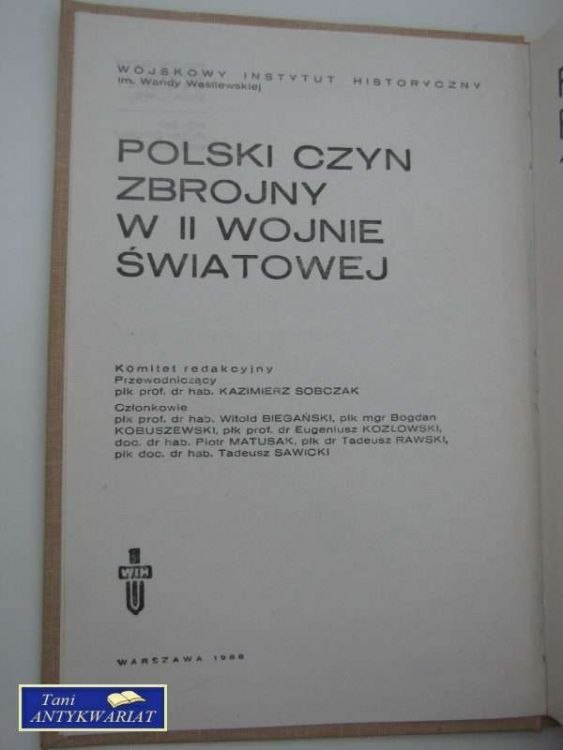 WOJSKOWY INSTYTUT HISTORYCZNY
im. Wandy Wasilewskiej
POLSKI CZYN
ZBROJNY
W II WOJNIE
ŚWIATOWEJ
Komitet redakcyjny
Przewodniczący
płk prof. dr hab. KAZIMIERZ SOBCZAK
Członkowie
płk prof. dr hab. Witold BIEGAŃSKI, płk mgr Bogdan
KOBUSZEWSKI, płk prof. dr Eugeniusz KOZŁOWSKI,
doc. dr hab. Piotr MATUSAK, płk dr Tadeusz RAWSKI,
płk doc. dr hab. Tadeusz SAWICKI
WIH
WARSZAWA
Tani
ANTYKWARIAT